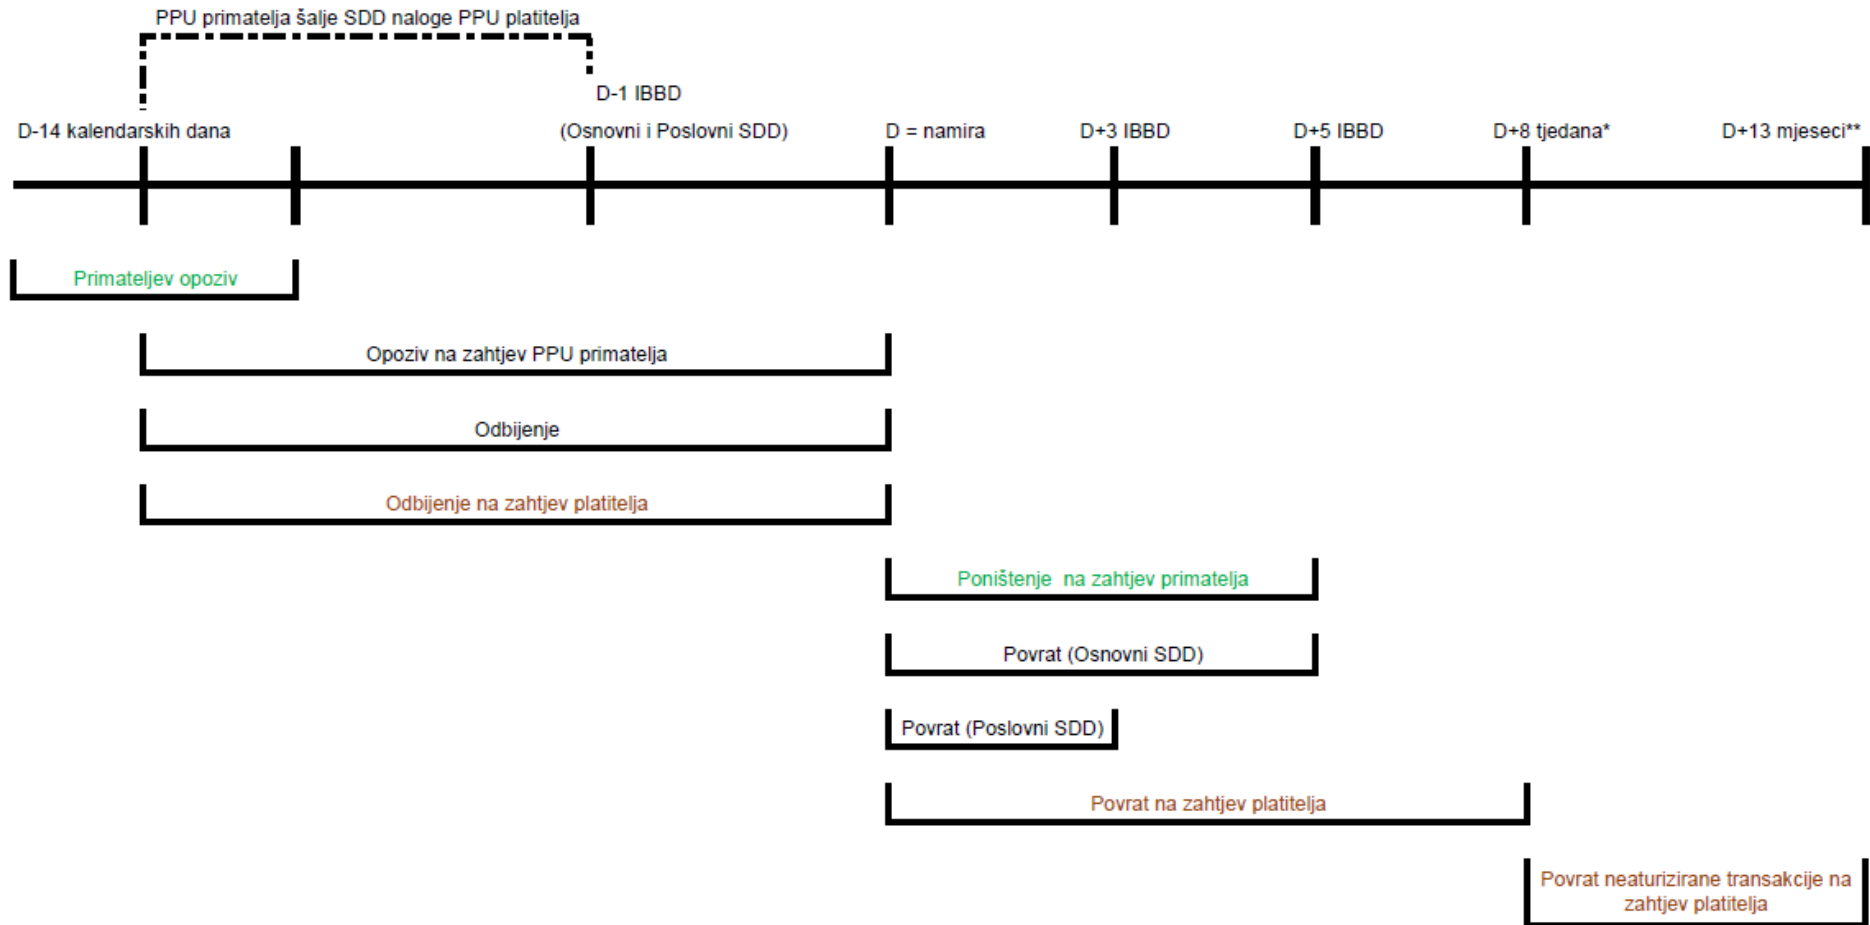 PPU primatelja šalje SDD naloge PPU platitelja
D-1 IBBD
D-14 kalendarskih dana
(Osnovni i Poslovni SDD)
D = namira
D+3 IBBD
D+5 IBBD
D+8 tjedana*
D+13 mjeseci**
Primateljev opoziv
Opoziv na zahtjev PPU primatelja
Odbijenje
Odbijenje na zahtjev platitelja
Poništenje na zahtjev primatelja
Povrat (Osnovni SDD)
Povrat (Poslovni SDD)
Povrat na zahtjev platitelja
Povrat neaturizirane transakcije na
zahtjev platitelja